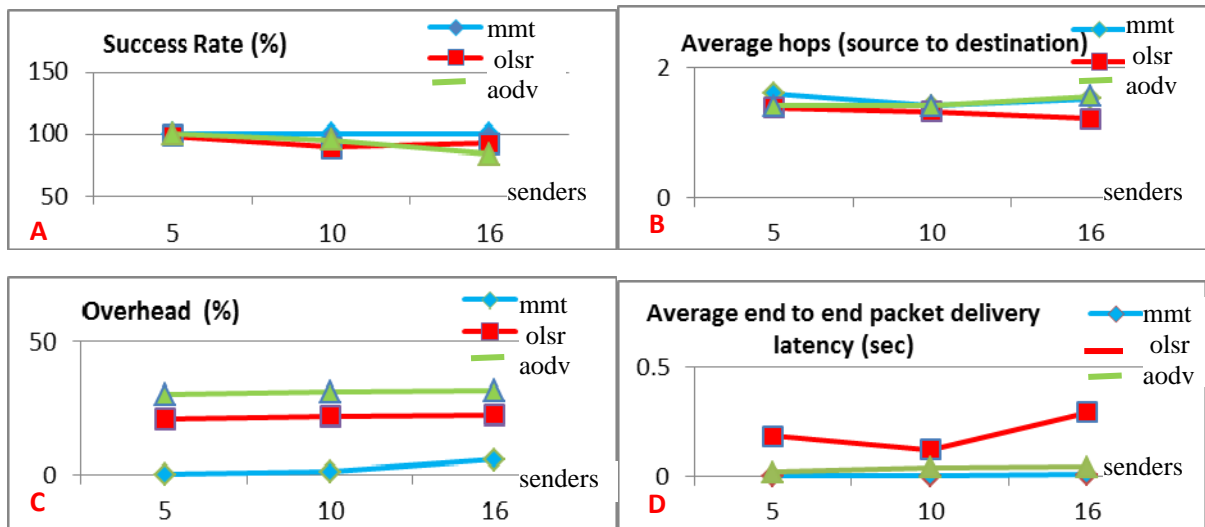 Success Rate (%)
mmt
olsr
aodv
150
100
50
senders
A
5
10
16
Average hops (source to destination)
mmt
olsr
aodv
2
0
senders
B
5
10
16
Overhead (%)
mmt
olsr
aodv
50
0
senders
C
5
10
16
Average end to end packet delivery
latency (sec)
mmt
olsr
aodv
0.5
0
senders
D
5
10
16